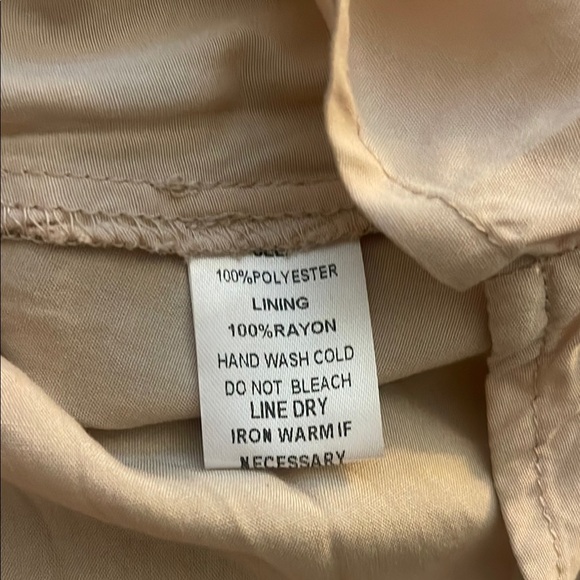 100%POLYESTER
LINING
100%RAYON
HAND WASH COLD
DO NOT BLEACH
LINE DRY
IRON WARM IF
NECESSARY